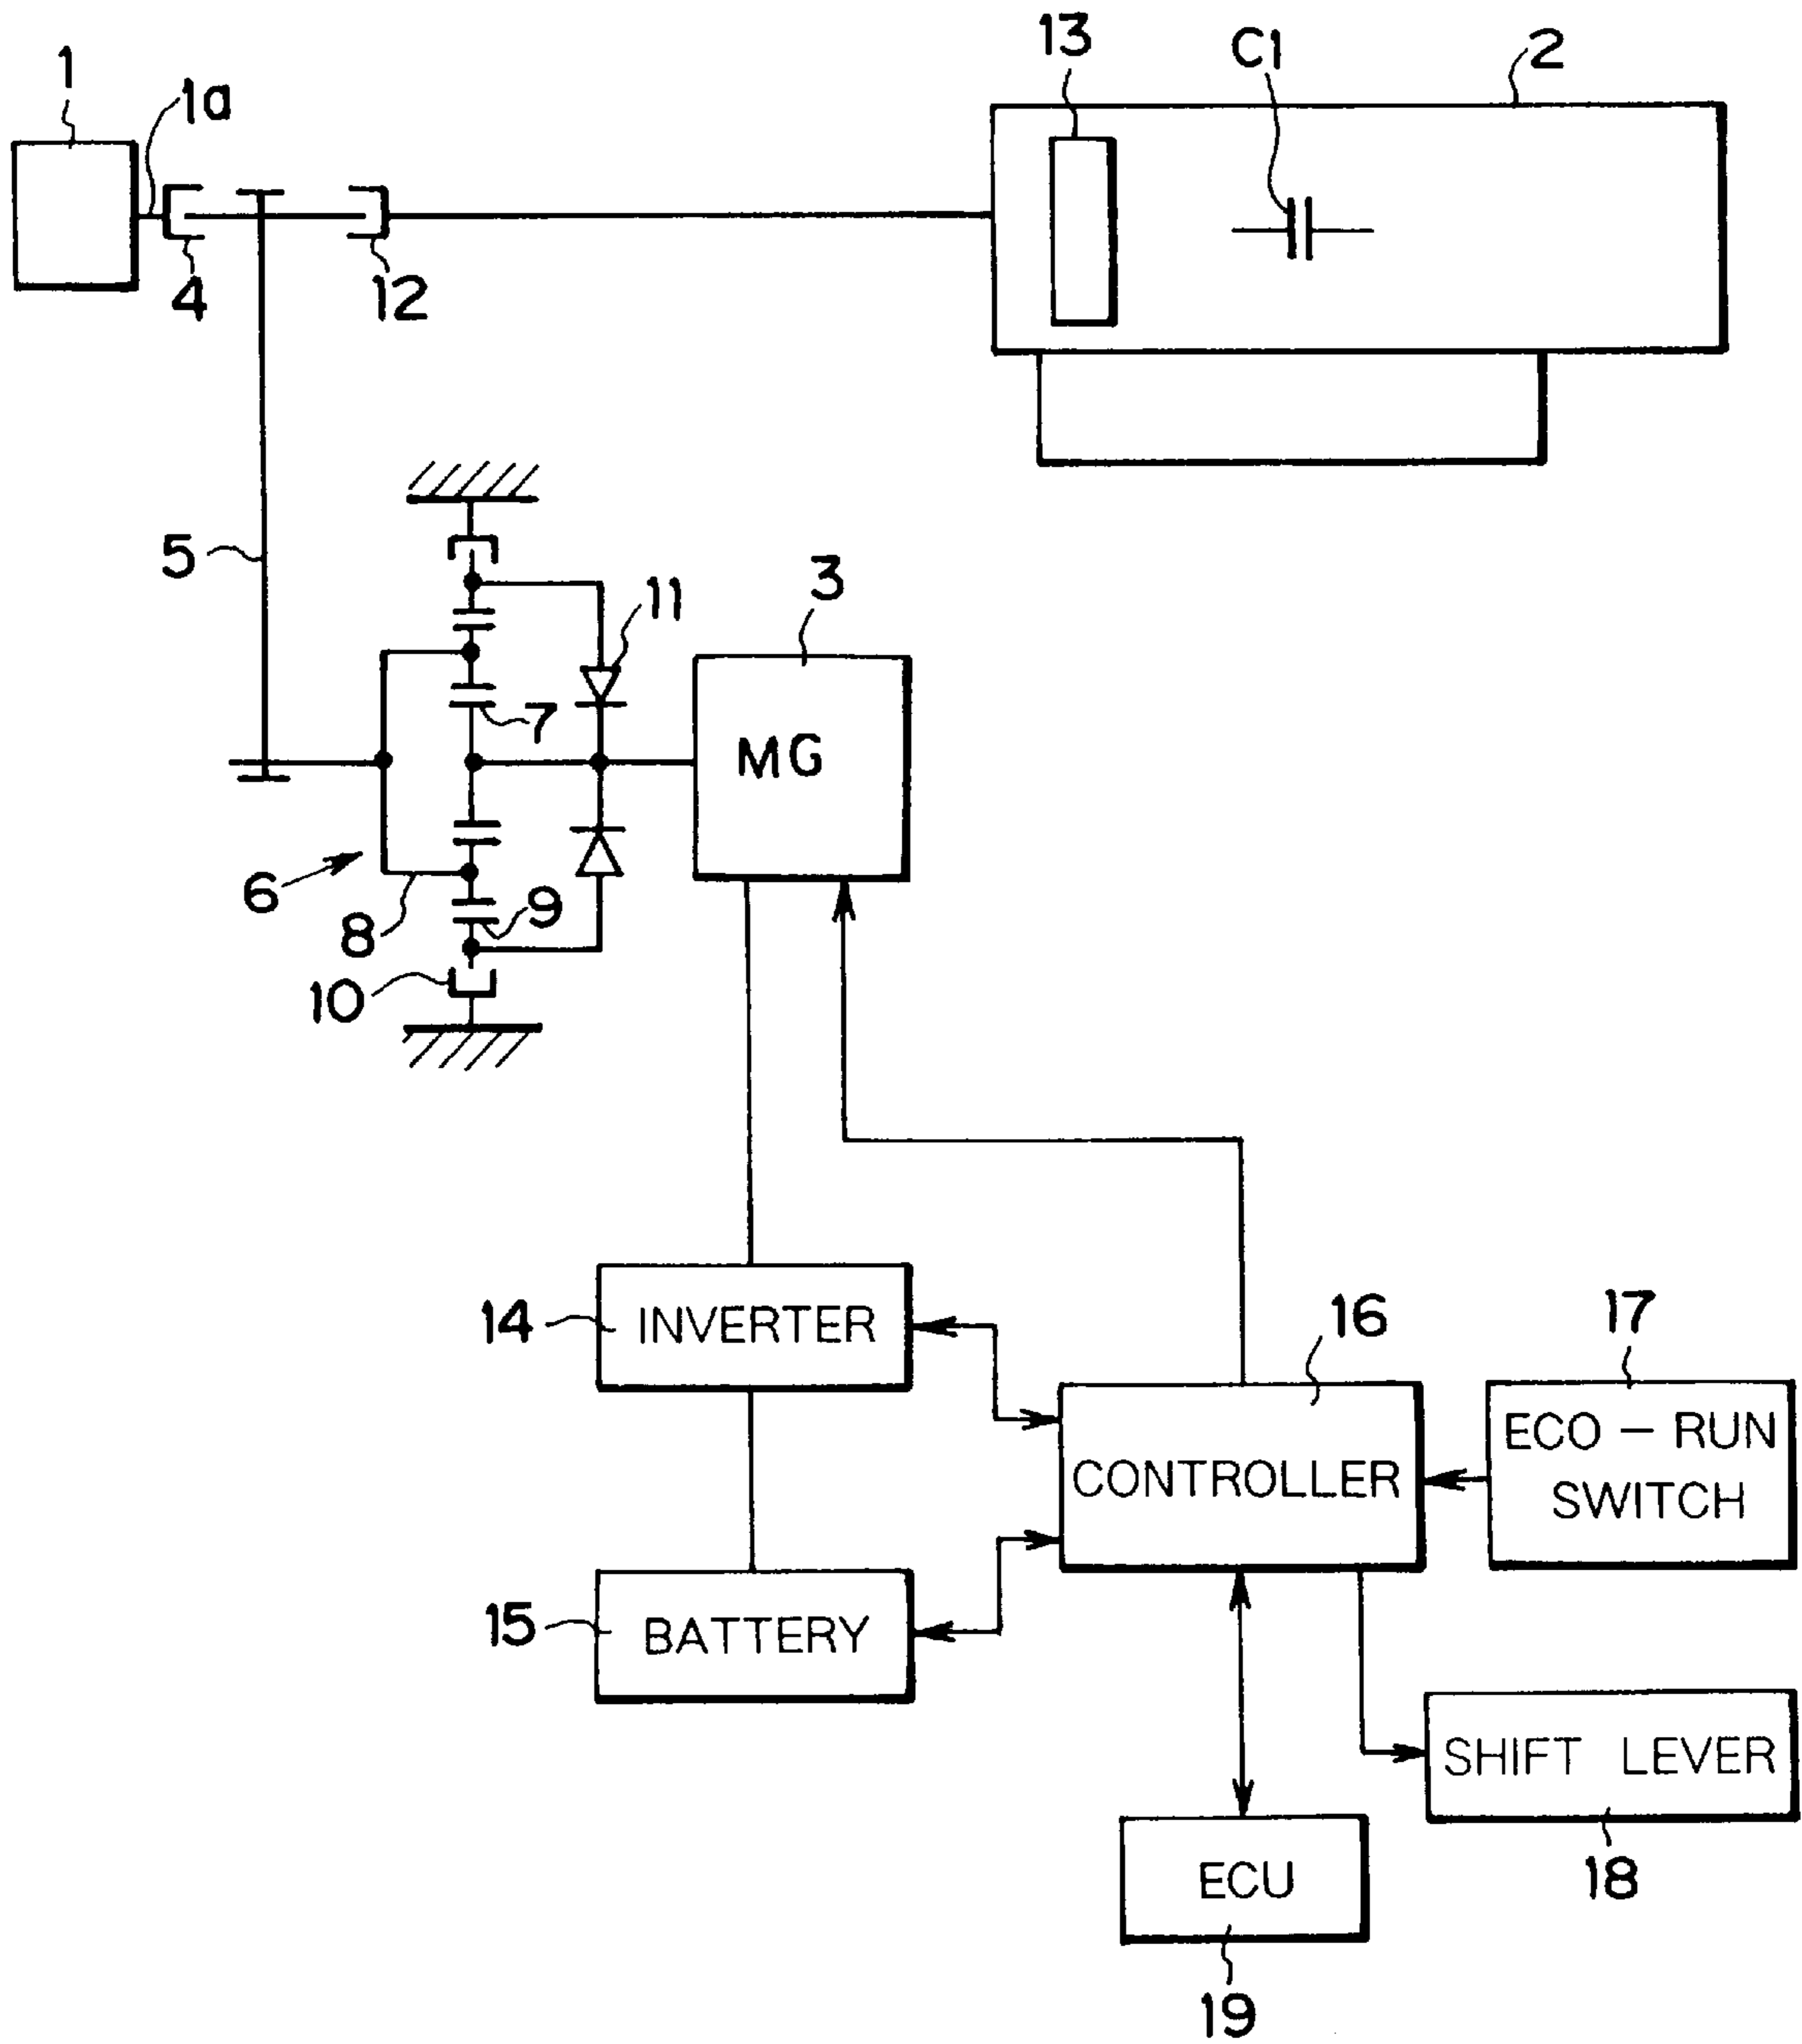 1
1a
13
C1
2
4
12
5
3
11
7
MG
6
8
9
10
14
INVERTER
16
17
ECO-RUN
SWITCH
CONTROLLER
15
BATTERY
SHIFT LEVER
18
ECU
19